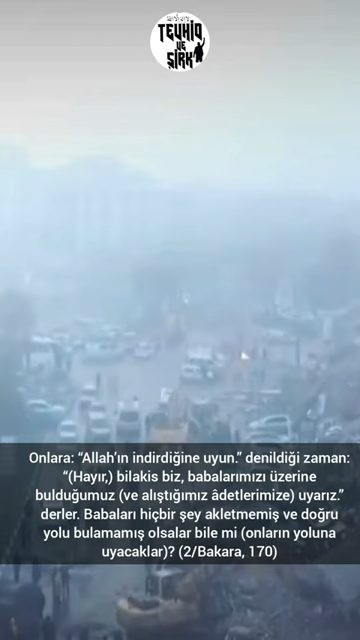 TEVHİD
VE
ŞİRK
Onlara: “Allah’ın indirdiğine uyun.” denildiği zaman:
“(Hayır,) bilakis biz, babalarımızı üzerine
bulduğumuz (ve alıştığımız âdetlerimize) uyarız.”
derler. Babaları hiçbir şey akletmemiş ve doğru
yolu bulamamış olsalar bile mi (onların yoluna
uyacaklar)? (2/Bakara, 170)